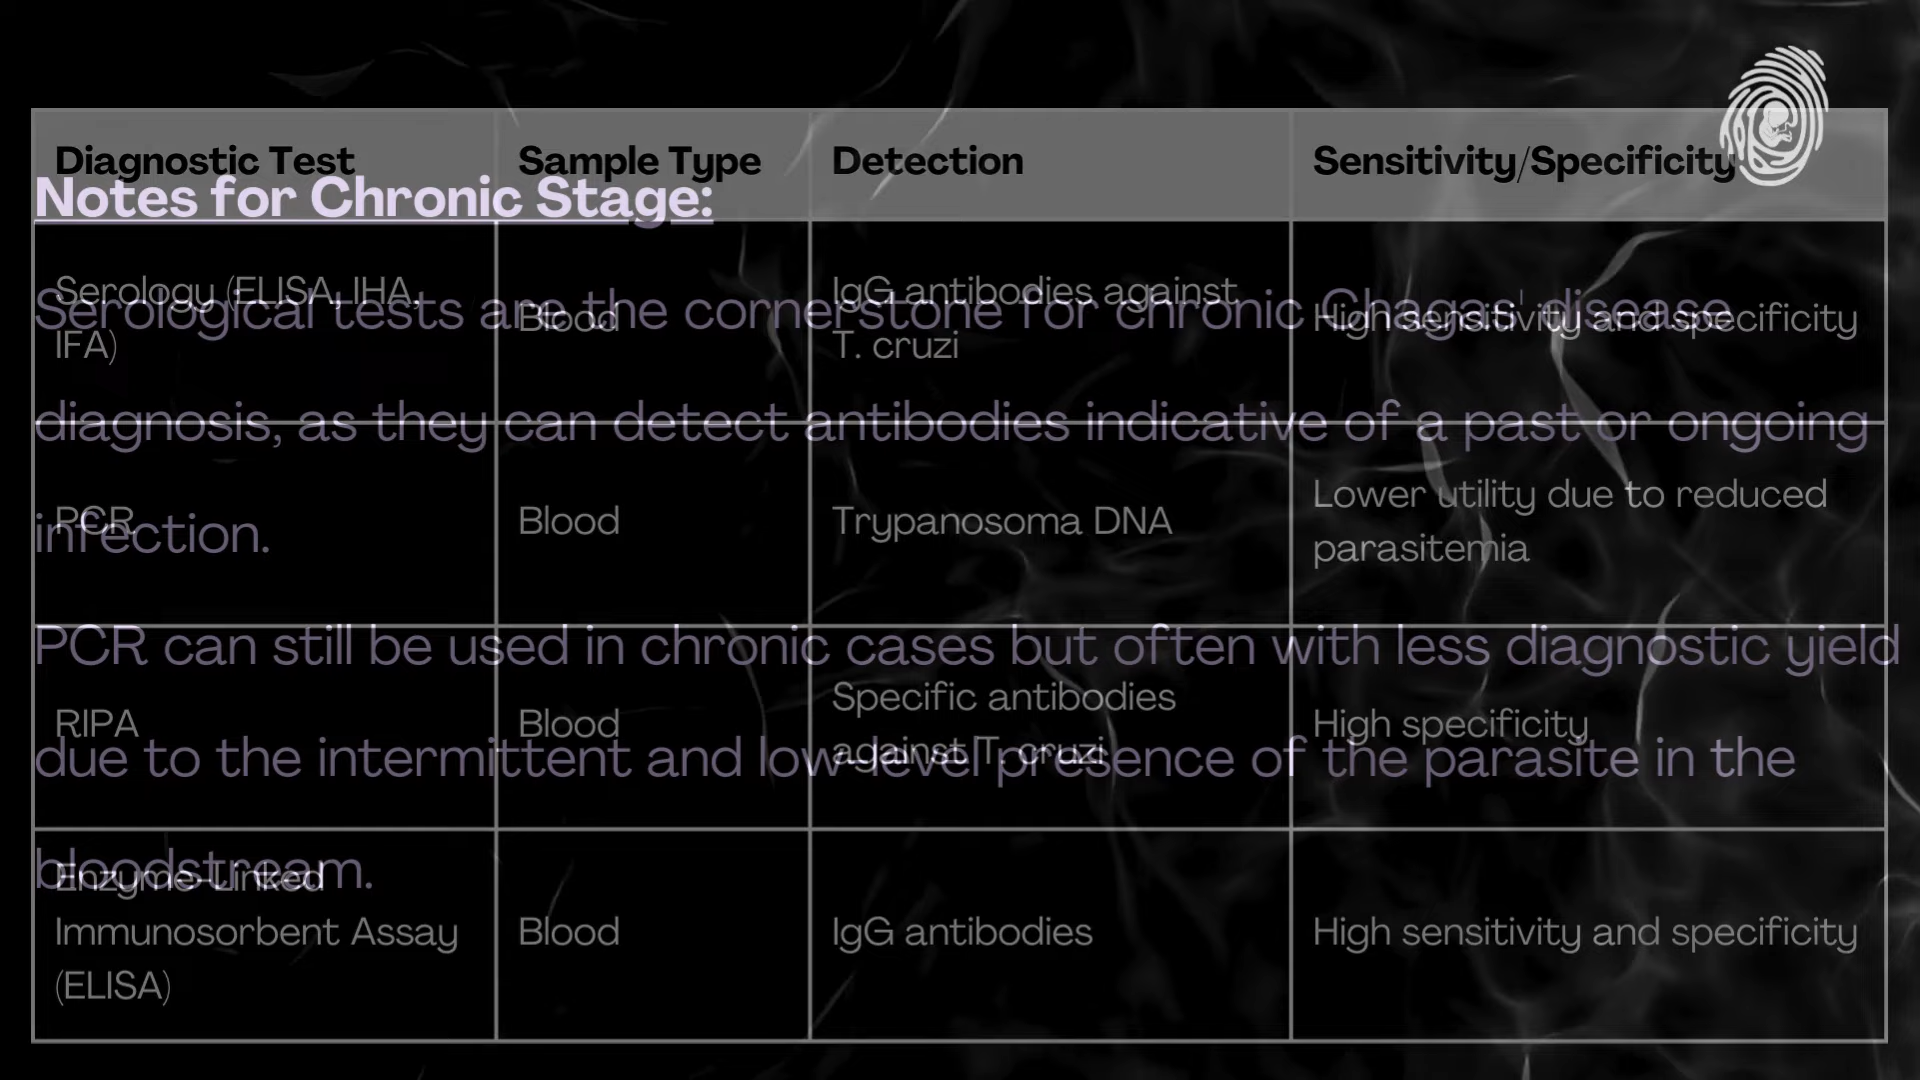 Diagnostic Test Sample Type Detection Sensitivity/Specificity
Serology (ELISA, IHA,
IFA)
Blood
IgG antibodies against
T. cruzi
High sensitivity and specificity
PCR
Blood
Trypanosoma DNA
Lower utility due to reduced
parasitemia
RIPA
Blood
Specific antibodies
against T. cruzi
High specificity
Enzyme-Linked
Immunosorbent Assay
(ELISA)
Blood
IgG antibodies
High sensitivity and specificity
Notes for Chronic Stage:
Serological tests are the cornerstone for chronic Chagas' disease
diagnosis, as they can detect antibodies indicative of a past or ongoing
infection.
PCR can still be used in chronic cases but often with less diagnostic yield
due to the intermittent and low-level presence of the parasite in the
bloodstream.